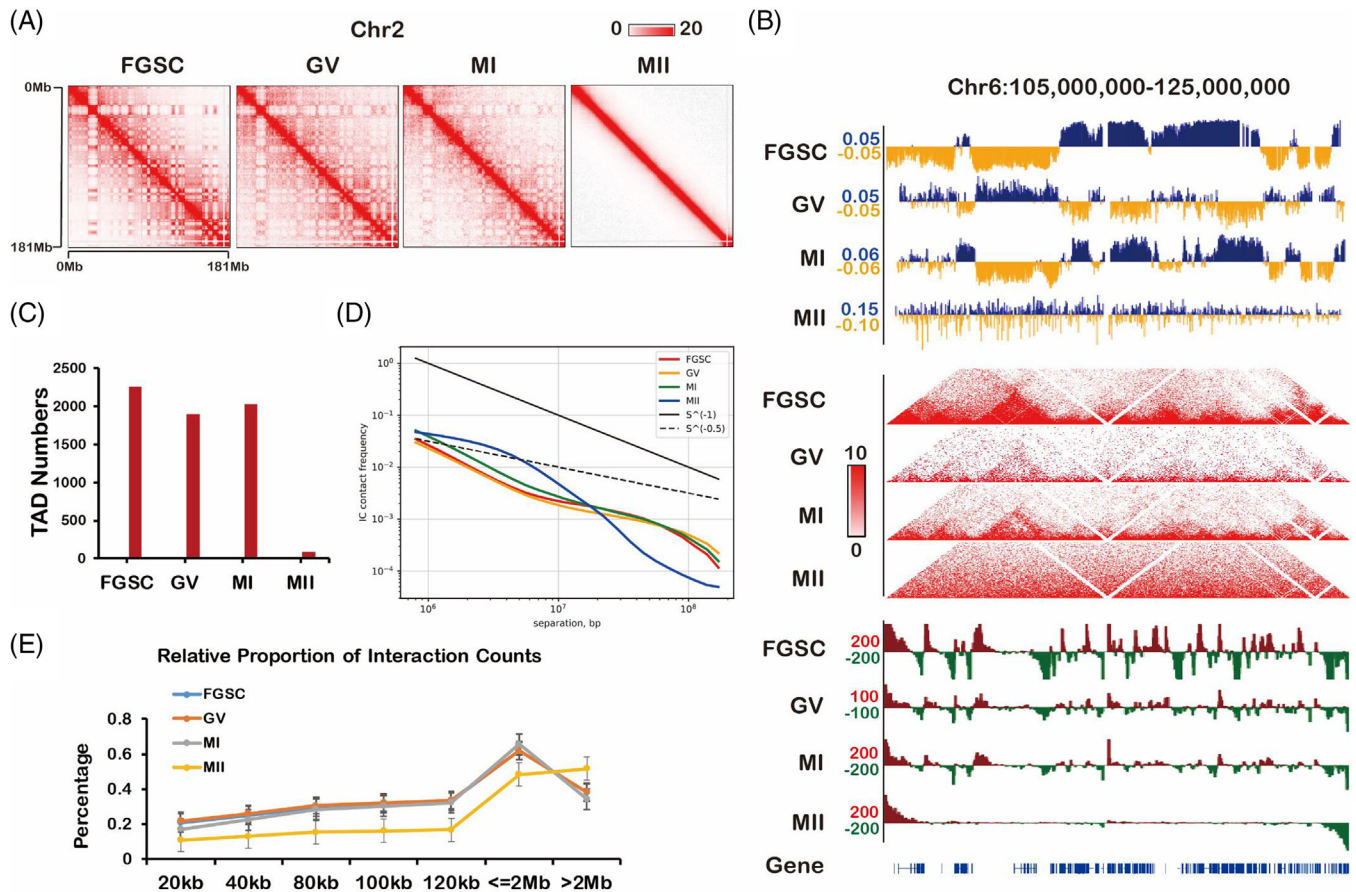 (A)
Chr2
0 20
FGSC GV MI MII
0Mb
181Mb
0Mb 181Mb
(B)
Chr6:105,000,000-125,000,000
FGSC 0.05
-0.05
GV 0.05
-0.05
MI 0.06
-0.06
MII 0.15
-0.10
FGSC
GV
MI
MII
10
0
FGSC 200
-200
GV 100
-100
MI 200
-200
MII 200
-200
Gene
(C)
TAD Numbers
2500
2000
1500
1000
500
0
FGSC GV MI MII
(D)
IC contact frequency
10^0
10^-1
10^-2
10^-3
10^-4
FGSC
GV
MI
MII
S^(-1)
S^(-0.5)
10^6 10^7 10^8
separation, bp
(E)
Relative Proportion of Interaction Counts
FGSC
GV
MI
MII
Percentage
0.8
0.6
0.4
0.2
0
20kb 40kb 80kb 100kb 120kb <=2Mb >2Mb